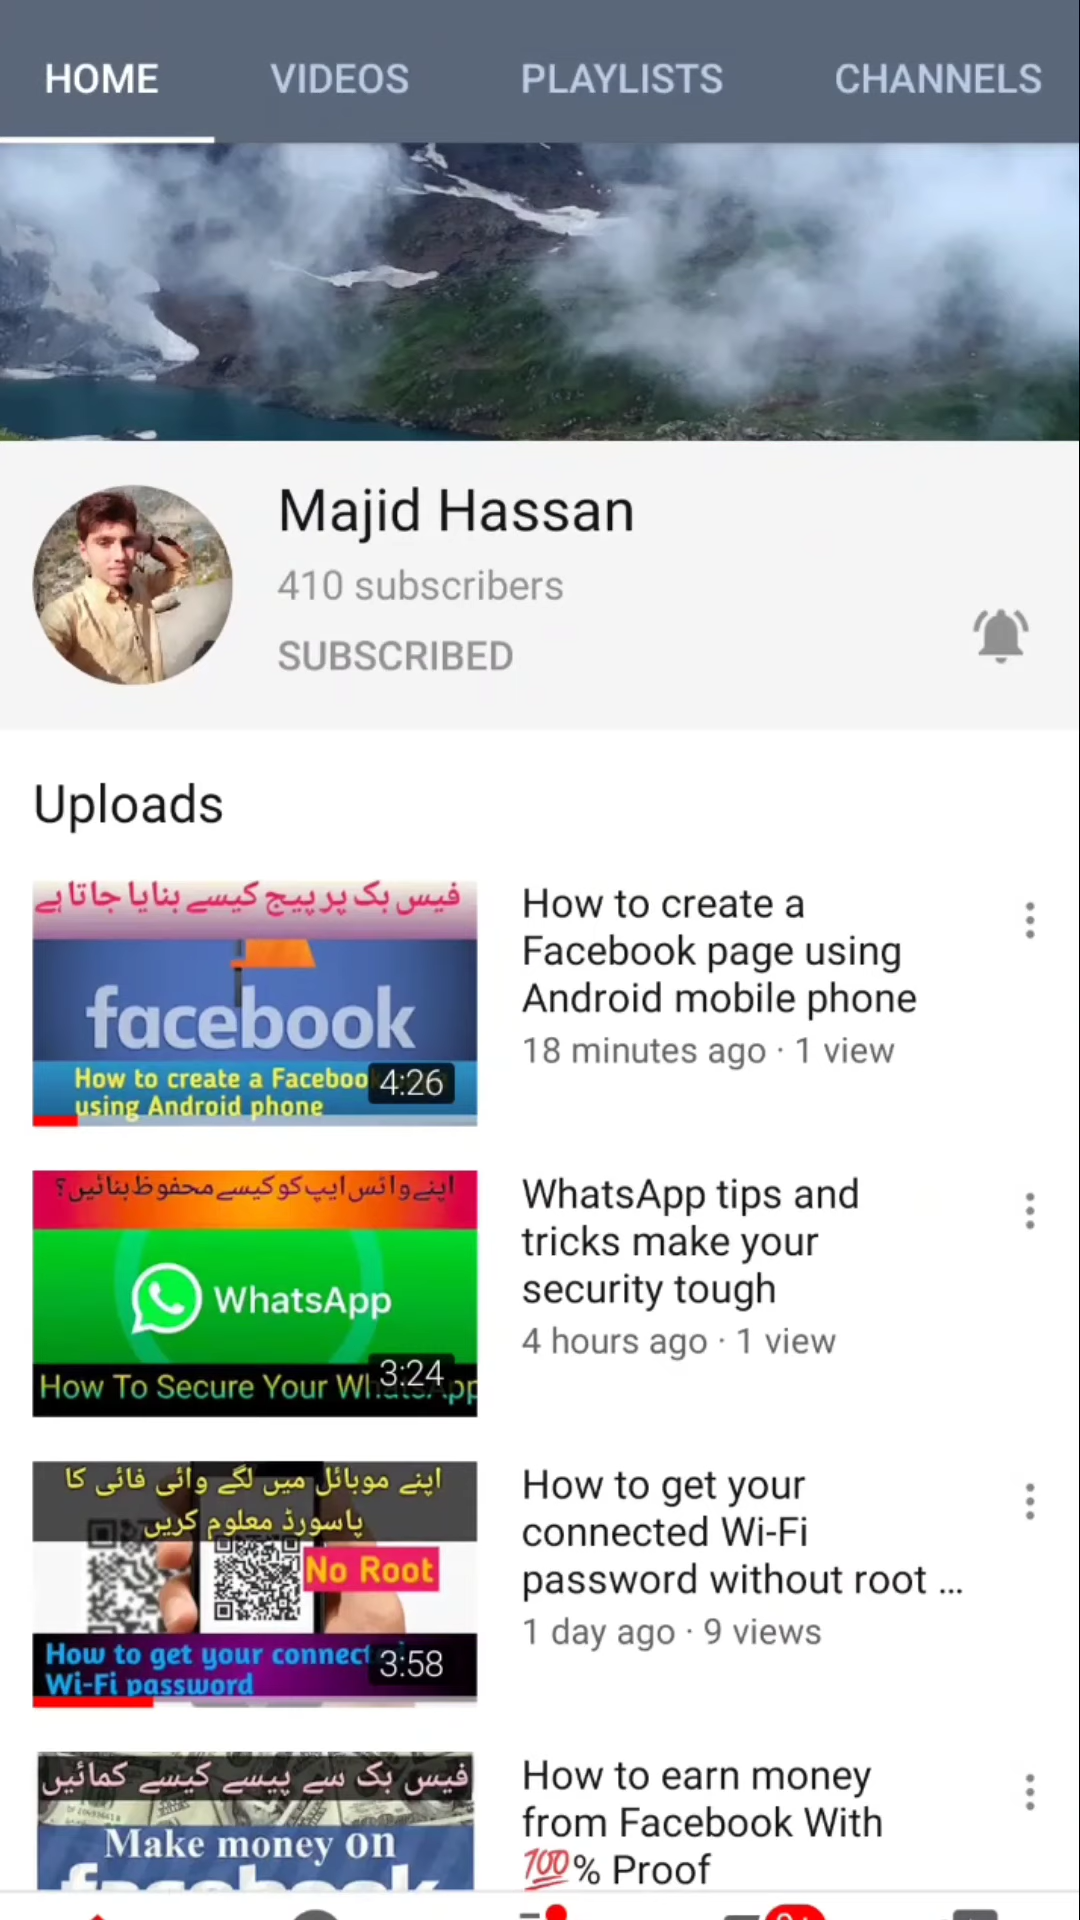 HOME VIDEOS PLAYLISTS CHANNELS
Majid Hassan
410 subscribers
SUBSCRIBED
Uploads
فیس بک پر پیج کیسے بنایا جاتا ہے
facebook
How to create a Faceboo
using Android phone
4:26
How to create a
Facebook page using
Android mobile phone
18 minutes ago · 1 view
اپنے واٹس ایپ کو کیسے محفوظ بنائیں؟
WhatsApp
How To Secure Your WhatsApp
3:24
WhatsApp tips and
tricks make your
security tough
4 hours ago · 1 view
اپنے موبائل میں لگے وائی فائی کا
پاسورڈ معلوم کریں
No Root
How to get your connect
Wi-Fi password
3:58
How to get your
connected Wi-Fi
password without root ...
1 day ago · 9 views
فیس بک سے پیسے کیسے کمائیں
Make money on
facebook
How to earn money
from Facebook With
💯% Proof